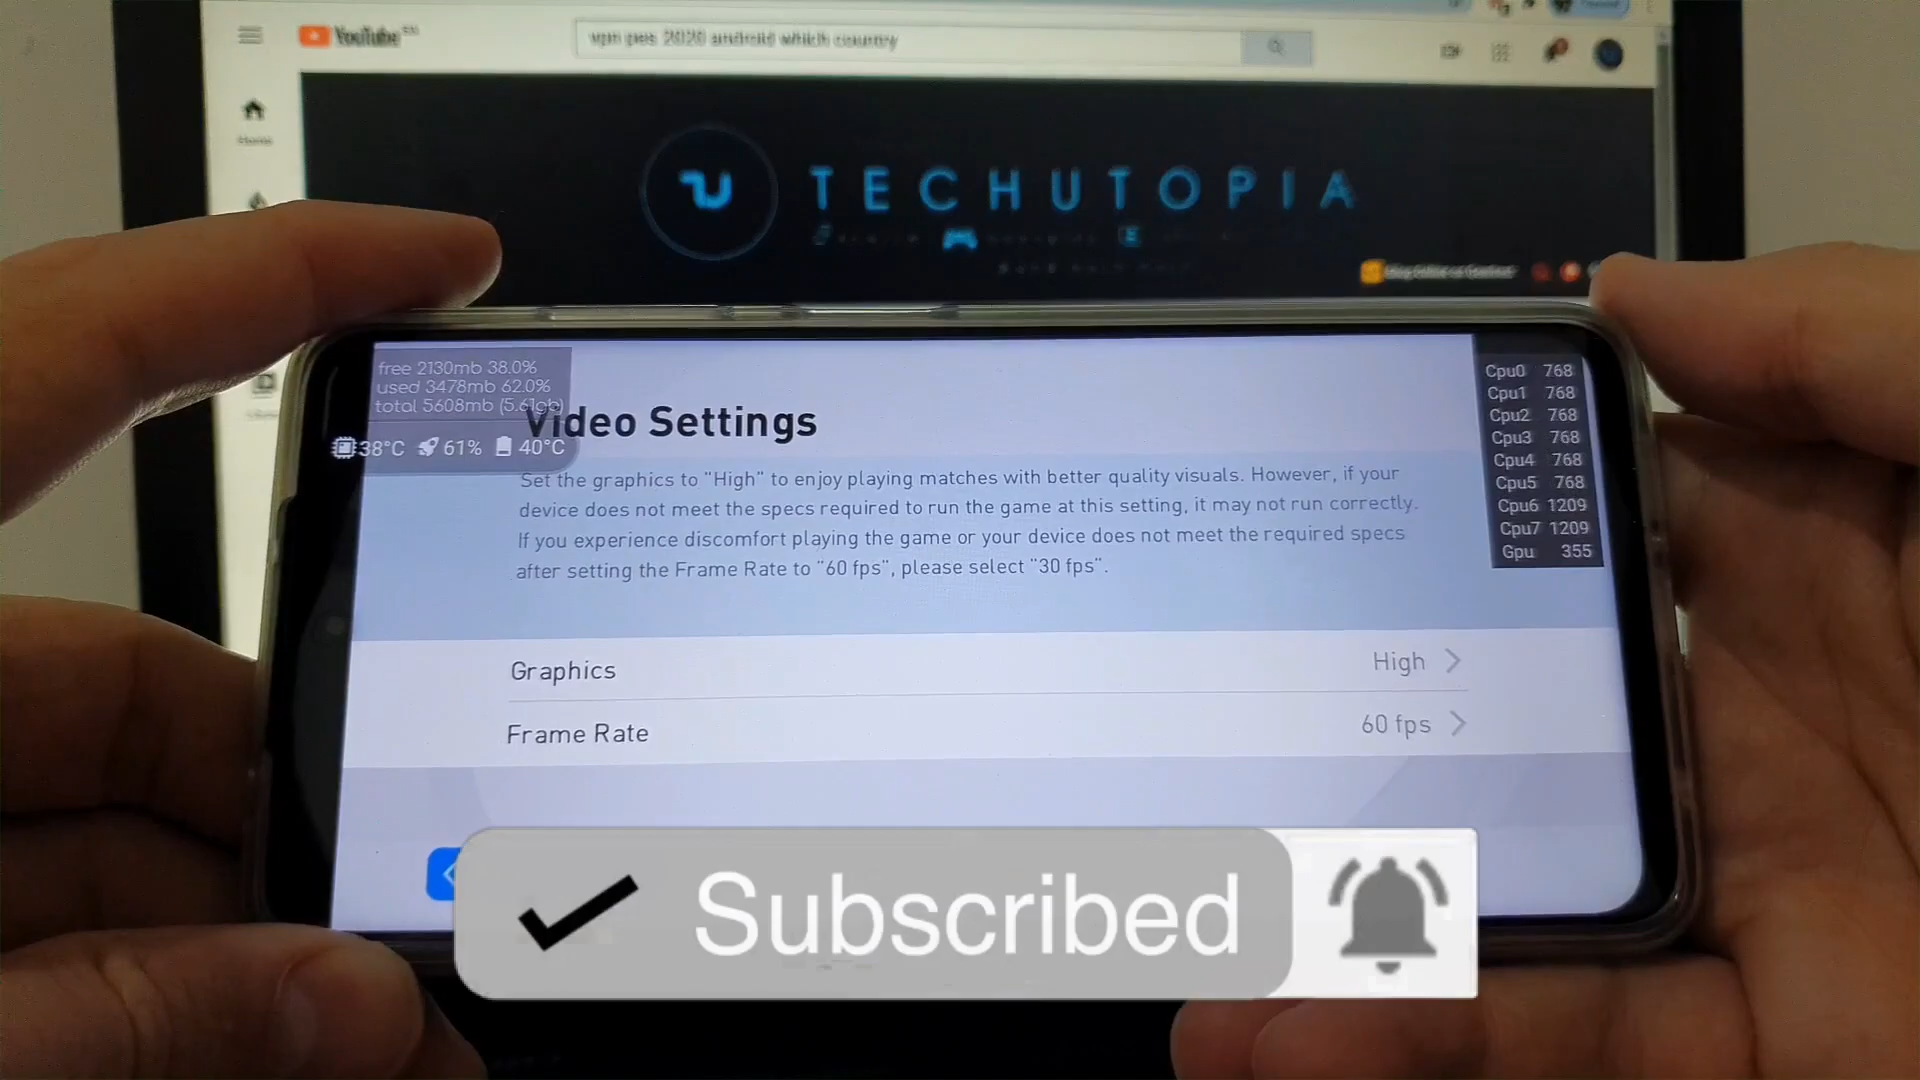 YouTube
vpn pes 2020 android which country
Home
TECHUTOPIA
free 2130mb 38.0%
used 3478mb 62.0%
total 5608mb (5.61gb)
38°C 61% 40°C
Cpu0 768
Cpu1 768
Cpu2 768
Cpu3 768
Cpu4 768
Cpu5 768
Cpu6 1209
Cpu7 1209
Gpu 355
Video Settings
Set the graphics to "High" to enjoy playing matches with better quality visuals. However, if your
device does not meet the specs required to run the game at this setting, it may not run correctly.
If you experience discomfort playing the game or your device does not meet the required specs
after setting the Frame Rate to "60 fps", please select "30 fps".
Graphics High
Frame Rate 60 fps
Subscribed